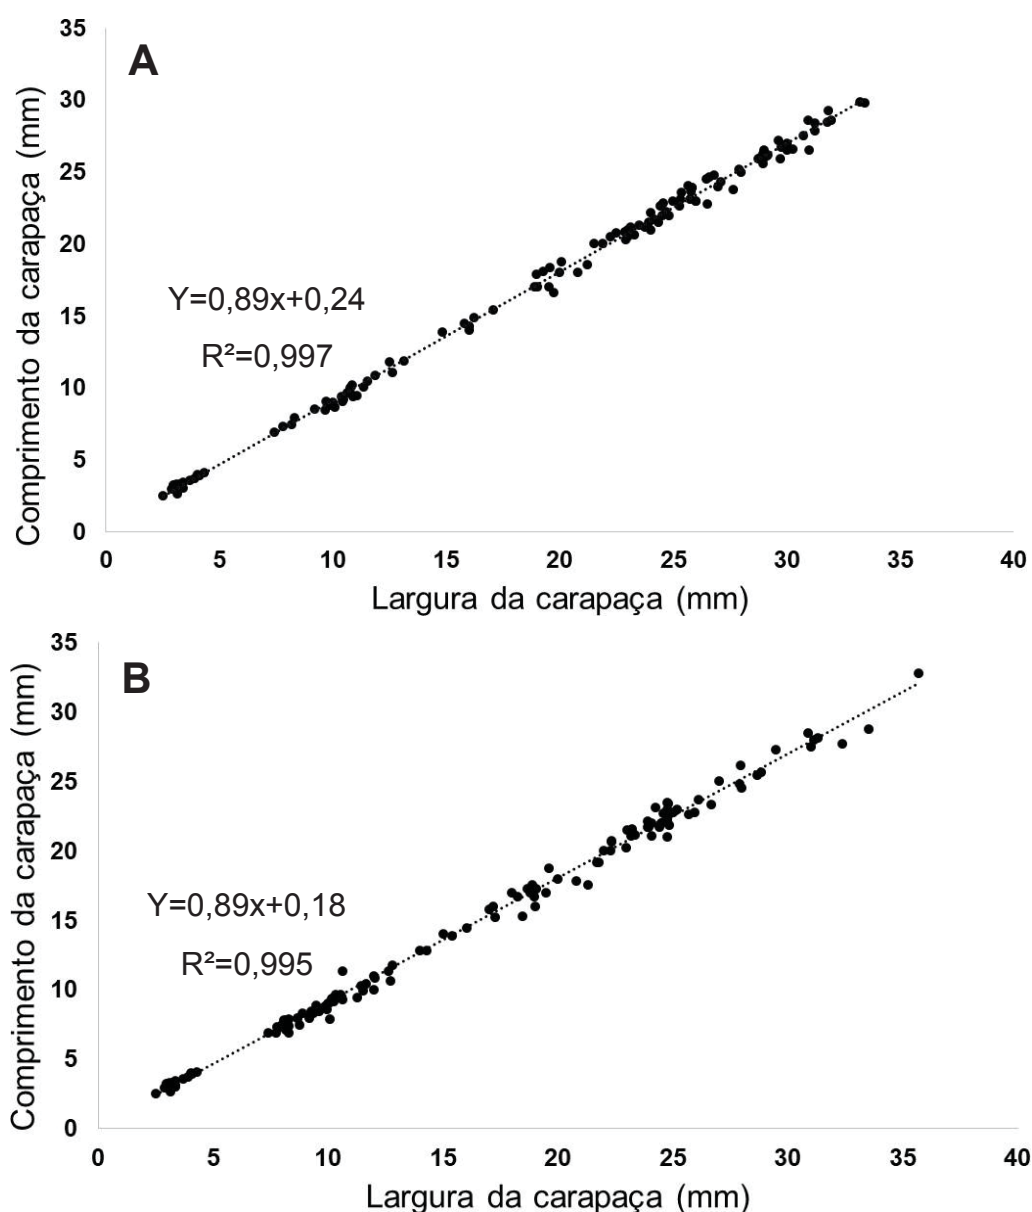 35
A
30
25
20
15
10
5
0
Comprimento da carapaça (mm)
Y=0,89x+0,24
R²=0,997
0 5 10 15 20 25 30 35 40
Largura da carapaça (mm)
35
B
30
25
20
15
10
5
0
Comprimento da carapaça (mm)
Y=0,89x+0,18
R²=0,995
0 5 10 15 20 25 30 35 40
Largura da carapaça (mm)